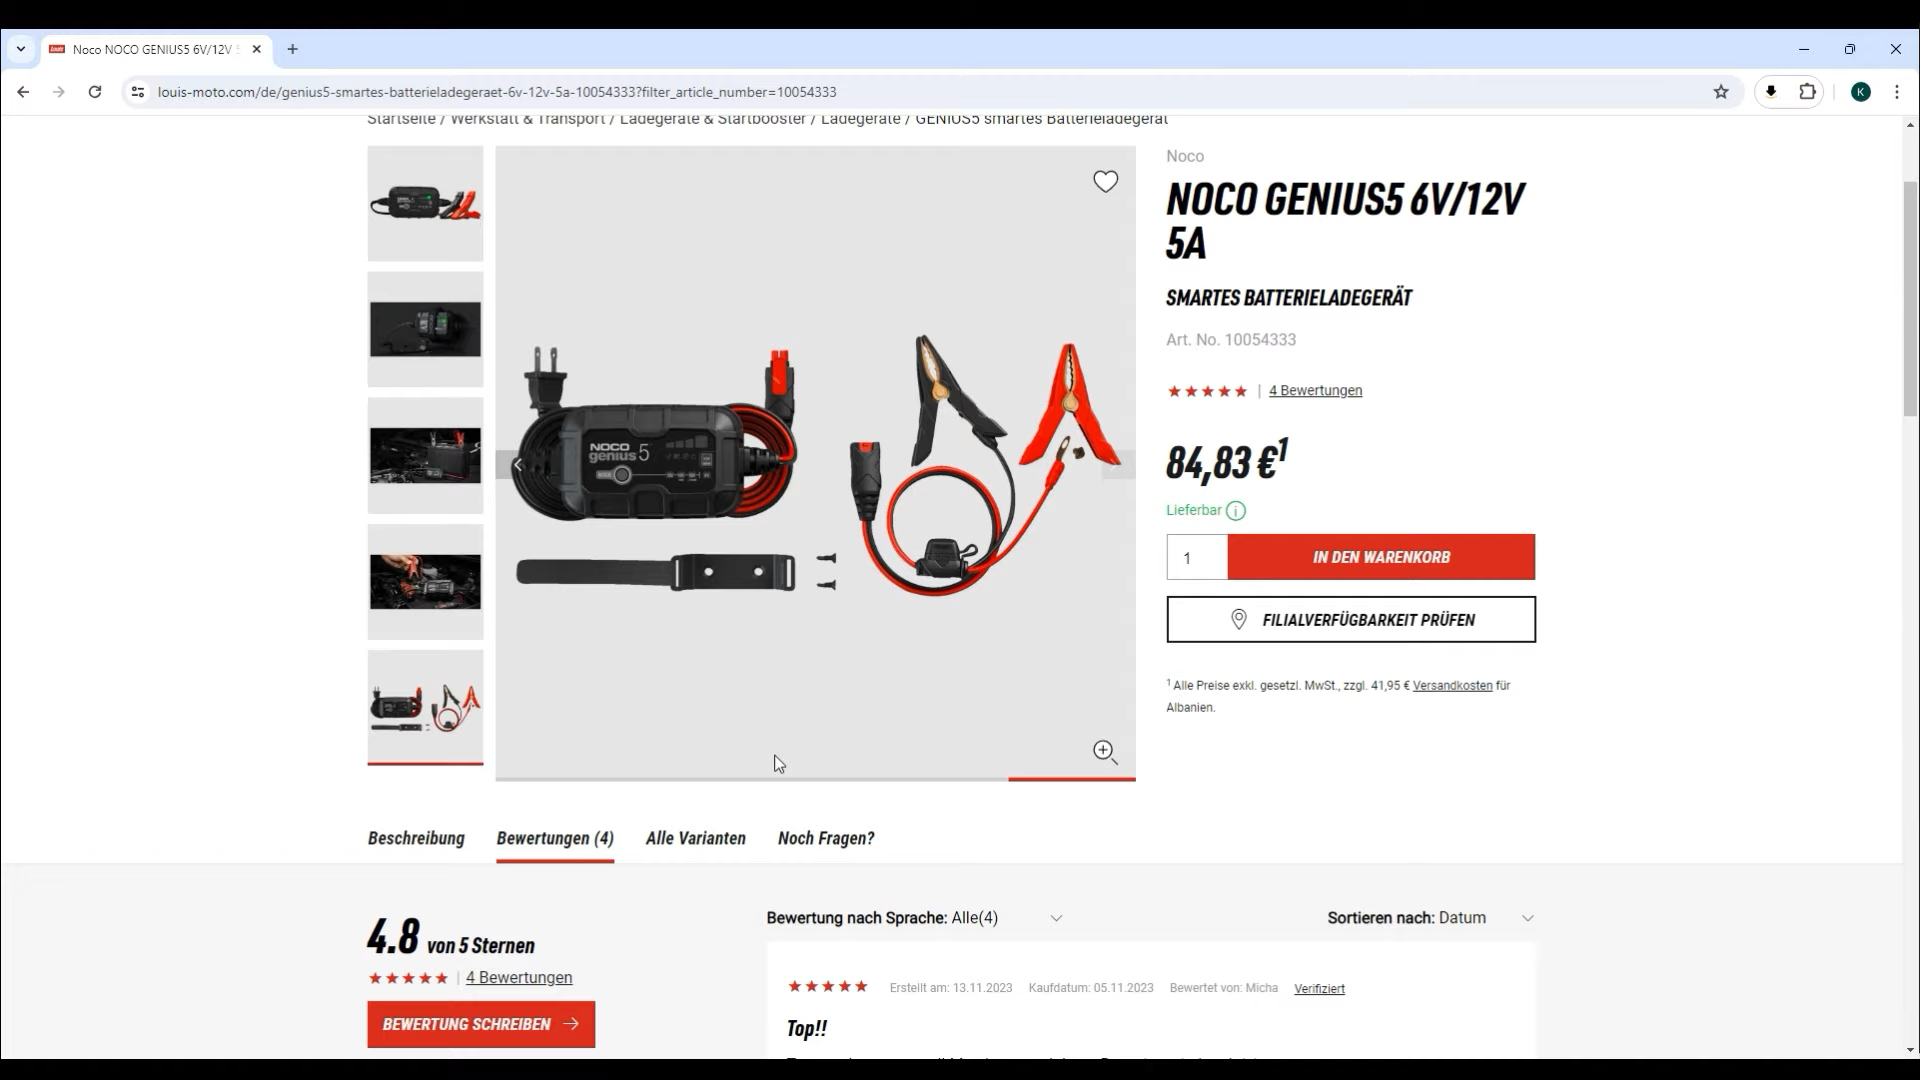 Noco NOCO GENIUS5 6V/12V
louis-moto.com/de/genius5-smartes-batterieladegeraet-6v-12v-5a-10054333?filter_article_number=10054333
K
Startseite / Werkstatt & Transport / Ladegeräte & Startbooster / Ladegeräte / GENIUS5 smartes Batterieladegerät
Noco
NOCO GENIUS5 6V/12V
5A
SMARTES BATTERIELADEGERÄT
Art. No. 10054333
| 4 Bewertungen
84,83 €1
Lieferbar
1
IN DEN WARENKORB
FILIALVERFÜGBARKEIT PRÜFEN
1 Alle Preise exkl. gesetzl. MwSt., zzgl. 41,95 € Versandkosten für
Albanien.
NOCO
genius 5
Beschreibung Bewertungen (4) Alle Varianten Noch Fragen?
4.8 von 5 Sternen
| 4 Bewertungen
BEWERTUNG SCHREIBEN
Bewertung nach Sprache: Alle(4)
Sortieren nach: Datum
Erstellt am: 13.11.2023 Kaufdatum: 05.11.2023 Bewertet von: Micha Verifiziert
Top!!